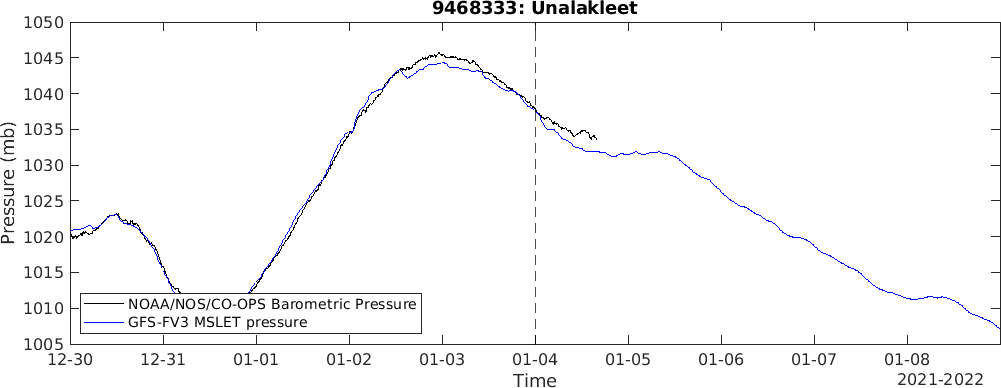 9468333: Unalakleet
Pressure (mb)
1050
1045
1040
1035
1030
1025
1020
1015
1010
1005
NOAA/NOS/CO-OPS Barometric Pressure
GFS-FV3 MSLET pressure
12-30 12-31 01-01 01-02 01-03 01-04 01-05 01-06 01-07 01-08
Time
2021-2022